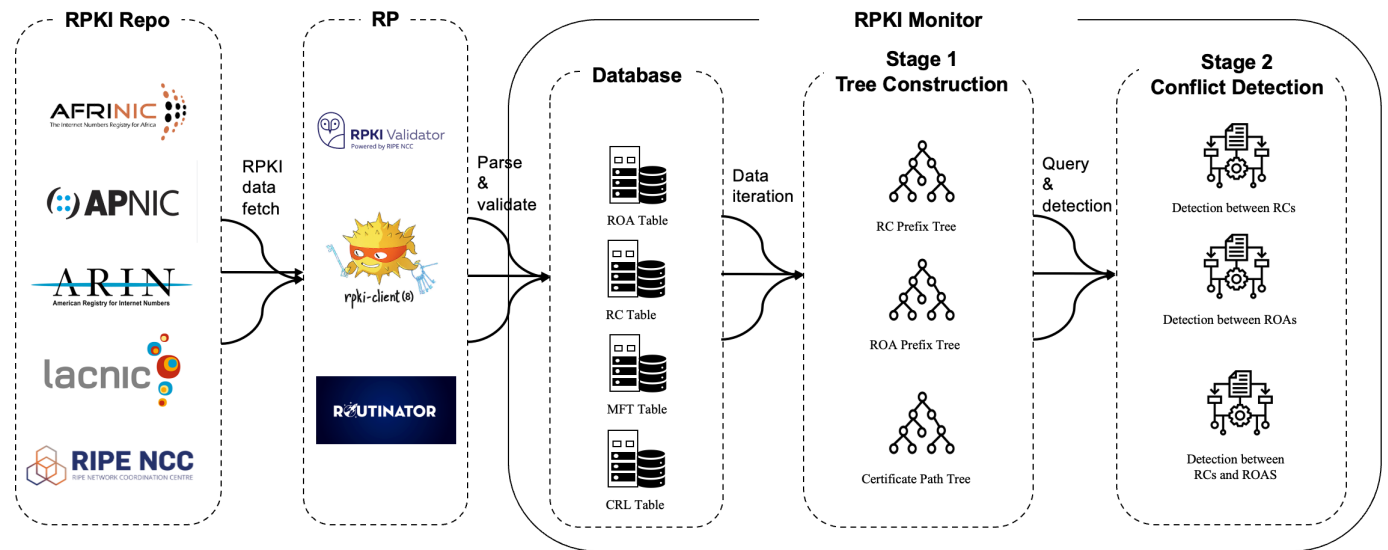 RPKI Repo
AFRINIC
The Internet Numbers Registry for Africa
APNIC
ARIN
American Registry for Internet Numbers
lacnic
RIPE NCC
RIPE NETWORK COORDINATION CENTRE
RPKI
data
fetch
RP
RPKI Validator
Powered by RIPE NCC
rpki-client(8)
ROUTINATOR
Parse
&
validate
RPKI Monitor
Database
ROA Table
RC Table
MFT Table
CRL Table
Data
iteration
Stage 1
Tree Construction
RC Prefix Tree
ROA Prefix Tree
Certificate Path Tree
Query
&
detection
Stage 2
Conflict Detection
Detection between RCs
Detection between ROAs
Detection between
RCs and ROAS